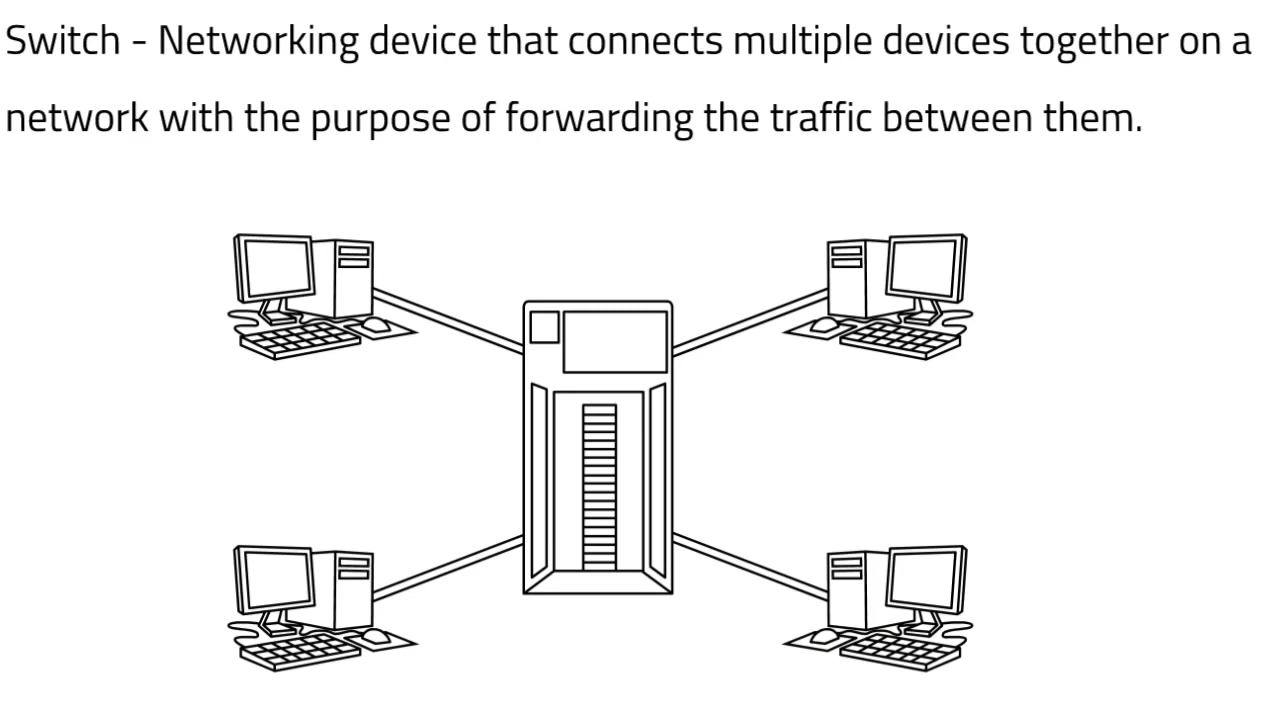 Switch - Networking device that connects multiple devices together on a
network with the purpose of forwarding the traffic between them.